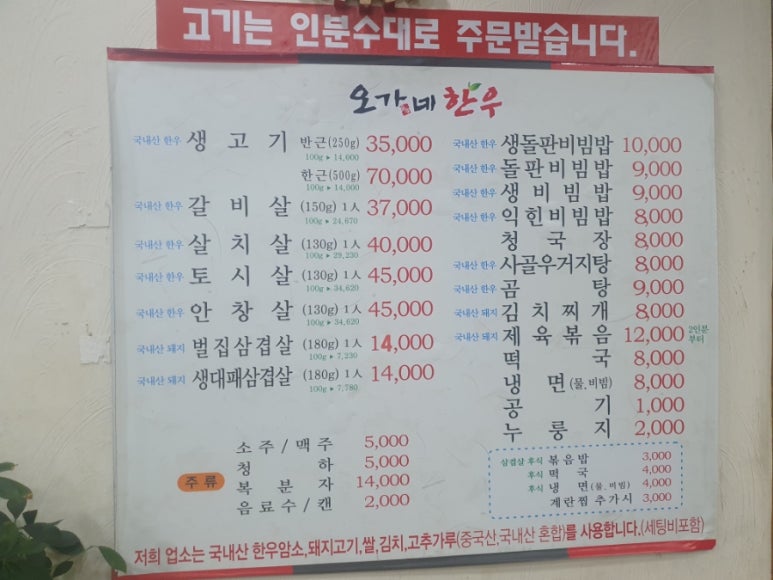 고기는 인분수대로 주문받습니다.
오가네 한우
국내산 한우 생고기 반근(250g) 35,000
100g ▸ 14,000
한근(500g) 70,000
100g ▸ 14,000
국내산 한우 갈비살 (150g) 1人 37,000
100g ▸ 24,670
국내산 한우 살치살 (130g) 1人 40,000
100g ▸ 29,230
국내산 한우 토시살 (130g) 1人 45,000
100g ▸ 34,620
국내산 한우 안창살 (130g) 1人 45,000
100g ▸ 34,620
국내산 돼지 벌집삼겹살 (180g) 1人 14,000
100g ▸ 7,230
국내산 돼지 생대패삼겹살 (180g) 1人 14,000
100g ▸ 7,780
주류
소주/맥주 5,000
청하 5,000
복분자 14,000
음료수/캔 2,000
국내산 한우 생돌판비빔밥 10,000
국내산 한우 돌판비빔밥 9,000
국내산 한우 생비빔밥 9,000
국내산 한우 익힌비빔밥 8,000
청국장 8,000
국내산 한우 사골우거지탕 8,000
국내산 한우 곰탕 9,000
국내산 돼지 김치찌개 8,000
국내산 돼지 제육볶음 12,000 2인분부터
떡국 8,000
냉면(물,비빔) 8,000
공기 1,000
누룽지 2,000
삼겹살 후식 볶음밥 3,000
후식 떡국 4,000
후식 냉면(물,비빔) 4,000
계란찜 추가시 3,000
저희 업소는 국내산 한우암소,돼지고기,쌀,김치,고추가루(중국산,국내산 혼합)를 사용합니다.(세팅비포함)